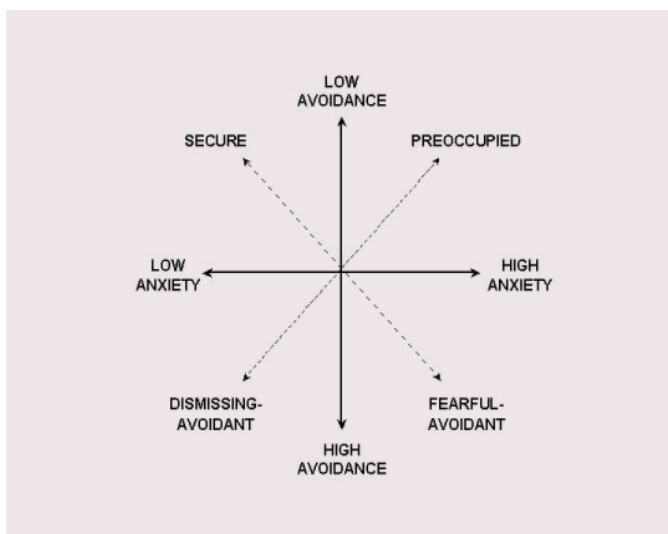 LOW
AVOIDANCE
SECURE
PREOCCUPIED
LOW
ANXIETY
HIGH
ANXIETY
DISMISSING-
AVOIDANT
FEARFUL-
AVOIDANT
HIGH
AVOIDANCE